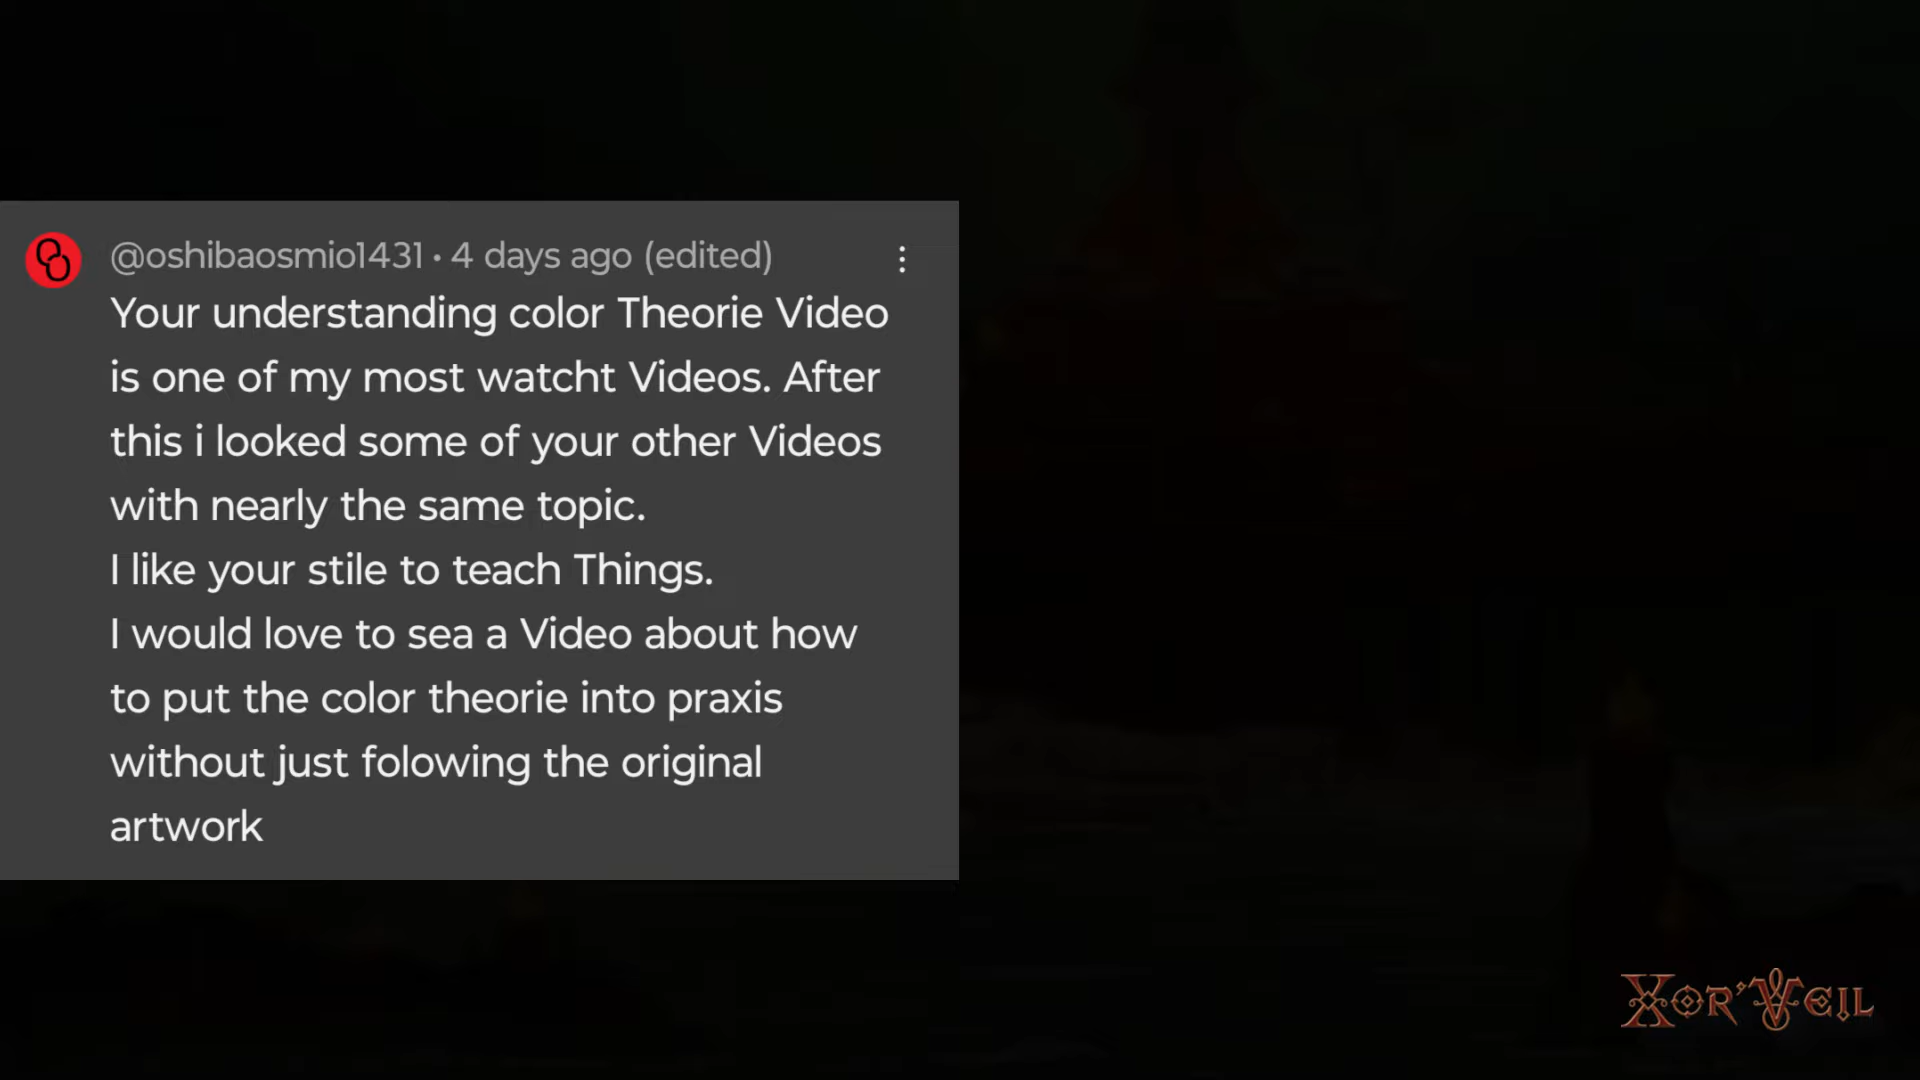 @oshibaosmio1431 • 4 days ago (edited)
Your understanding color Theorie Video
is one of my most watcht Videos. After
this i looked some of your other Videos
with nearly the same topic.
I like your stile to teach Things.
I would love to sea a Video about how
to put the color theorie into praxis
without just folowing the original
artwork
XOR'VEIL